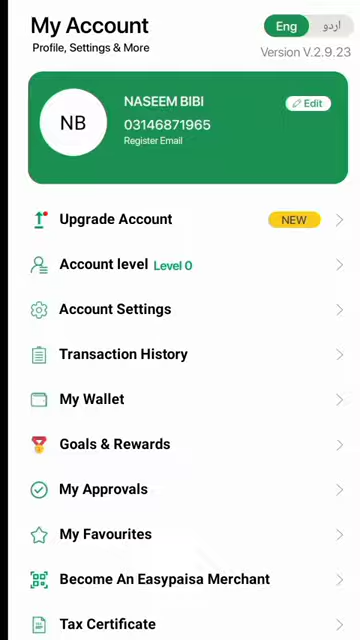 My Account
Eng
اردو
Profile, Settings & More
Version V.2.9.23
NB
NASEEM BIBI
Edit
03146871965
Register Email
Upgrade Account
NEW
Account level Level 0
Account Settings
Transaction History
My Wallet
Goals & Rewards
My Approvals
My Favourites
Become An Easypaisa Merchant
Tax Certificate